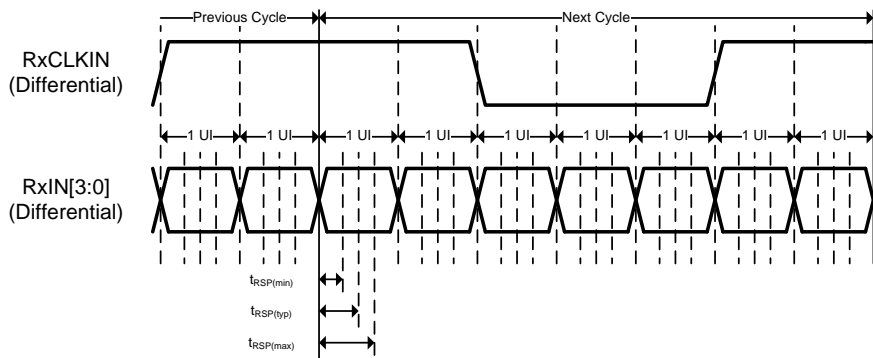 Previous Cycle
Next Cycle
RxCLKIN
(Differential)
1 UI
1 UI
1 UI
1 UI
1 UI
1 UI
1 UI
1 UI
1 UI
RxIN[3:0]
(Differential)
tRSP(min)
tRSP(typ)
tRSP(max)